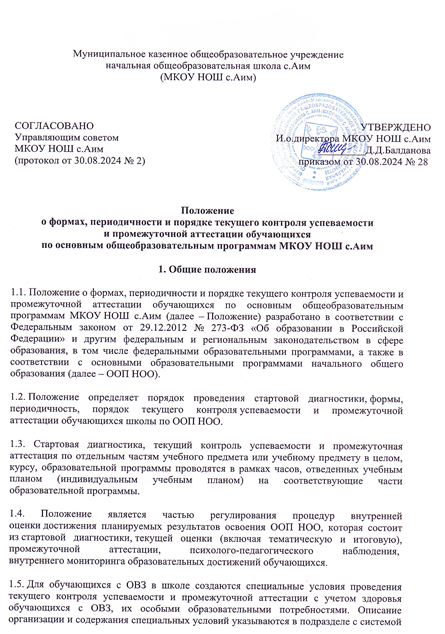 Муниципальное казенное общеобразовательное учреждение
начальная общеобразовательная школа с.Аим
(МКОУ НОШ с.Аим)
СОГЛАСОВАНО
Управляющим советом
МКОУ НОШ с.Аим
(протокол от 30.08.2024 № 2)
УТВЕРЖДЕНО
И.о.директора МКОУ НОШ с.Аим
Д.Д.Балданова
приказом от 30.08.2024 № 28
Положение
о формах, периодичности и порядке текущего контроля успеваемости
и промежуточной аттестации обучающихся
по основным общеобразовательным программам МКОУ НОШ с.Аим
1. Общие положения
1.1. Положение о формах, периодичности и порядке текущего контроля успеваемости и
промежуточной аттестации обучающихся по основным общеобразовательным
программам МКОУ НОШ с.Аим (далее – Положение) разработано в соответствии с
Федеральным законом от 29.12.2012 № 273-ФЗ «Об образовании в Российской
Федерации» и другим федеральным и региональным законодательством в сфере
образования, в том числе федеральными образовательными программами, а также в
соответствии с основными образовательными программами начального общего
образования (далее – ООП НОО).
1.2. Положение определяет порядок проведения стартовой диагностики, формы,
периодичность, порядок текущего контроля успеваемости и промежуточной
аттестации обучающихся школы по ООП НОО.
1.3. Стартовая диагностика, текущий контроль успеваемости и промежуточная
аттестация по отдельным частям учебного предмета или учебному предмету в целом,
курсу, образовательной программы проводятся в рамках часов, отведенных учебным
планом (индивидуальным учебным планом) на соответствующие части
образовательной программы.
1.4. Положение является частью регулирования процедур внутренней
оценки достижения планируемых результатов освоения ООП НОО, которая состоит
из стартовой диагностики, текущей оценки (включая тематическую и итоговую),
промежуточной аттестации, психолого-педагогического наблюдения,
внутреннего мониторинга образовательных достижений обучающихся.
1.5. Для обучающихся с ОВЗ в школе создаются специальные условия проведения
текущего контроля успеваемости и промежуточной аттестации с учетом здоровья
обучающихся с ОВЗ, их особыми образовательными потребностями. Описание
организации и содержания специальных условий указываются в подразделе с системой